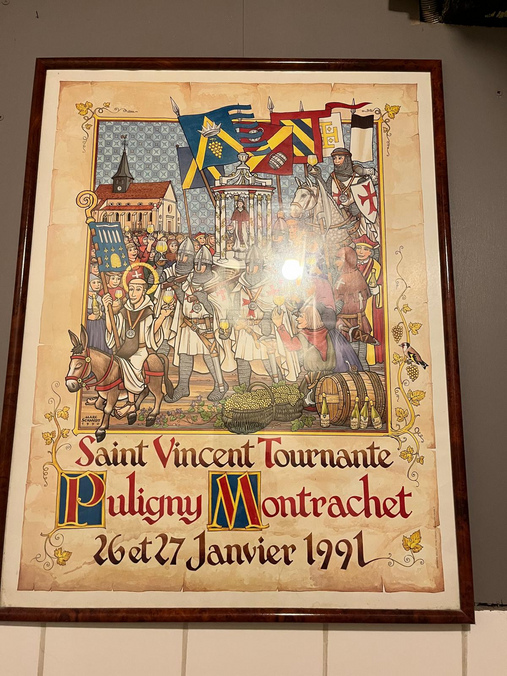 Saint Vincent Tournante
Puligny Montrachet
26 et 27 Janvier 1991